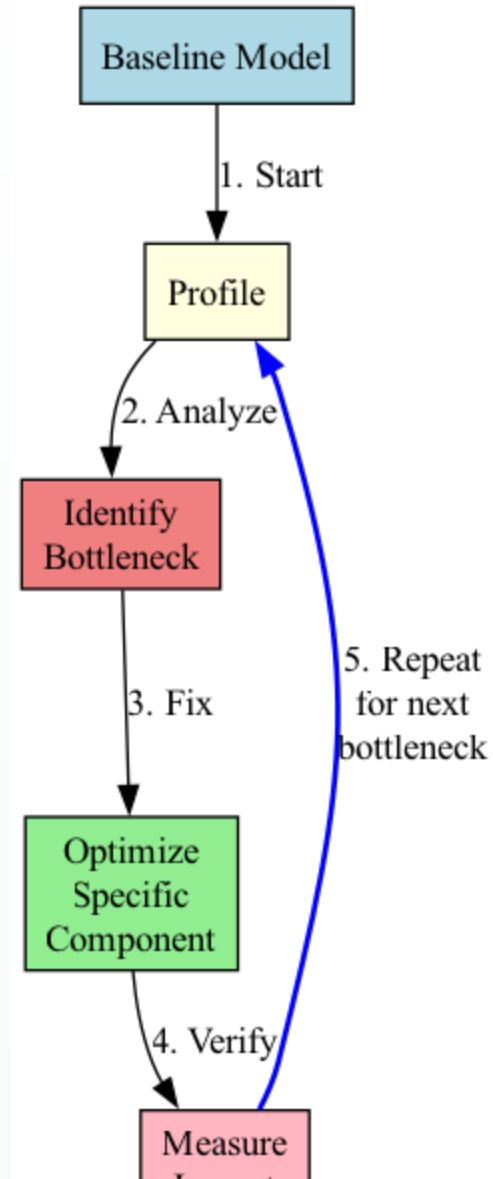 Baseline Model
1. Start
Profile
2. Analyze
Identify
Bottleneck
3. Fix
5. Repeat
for next
bottleneck
Optimize
Specific
Component
4. Verify
Measure